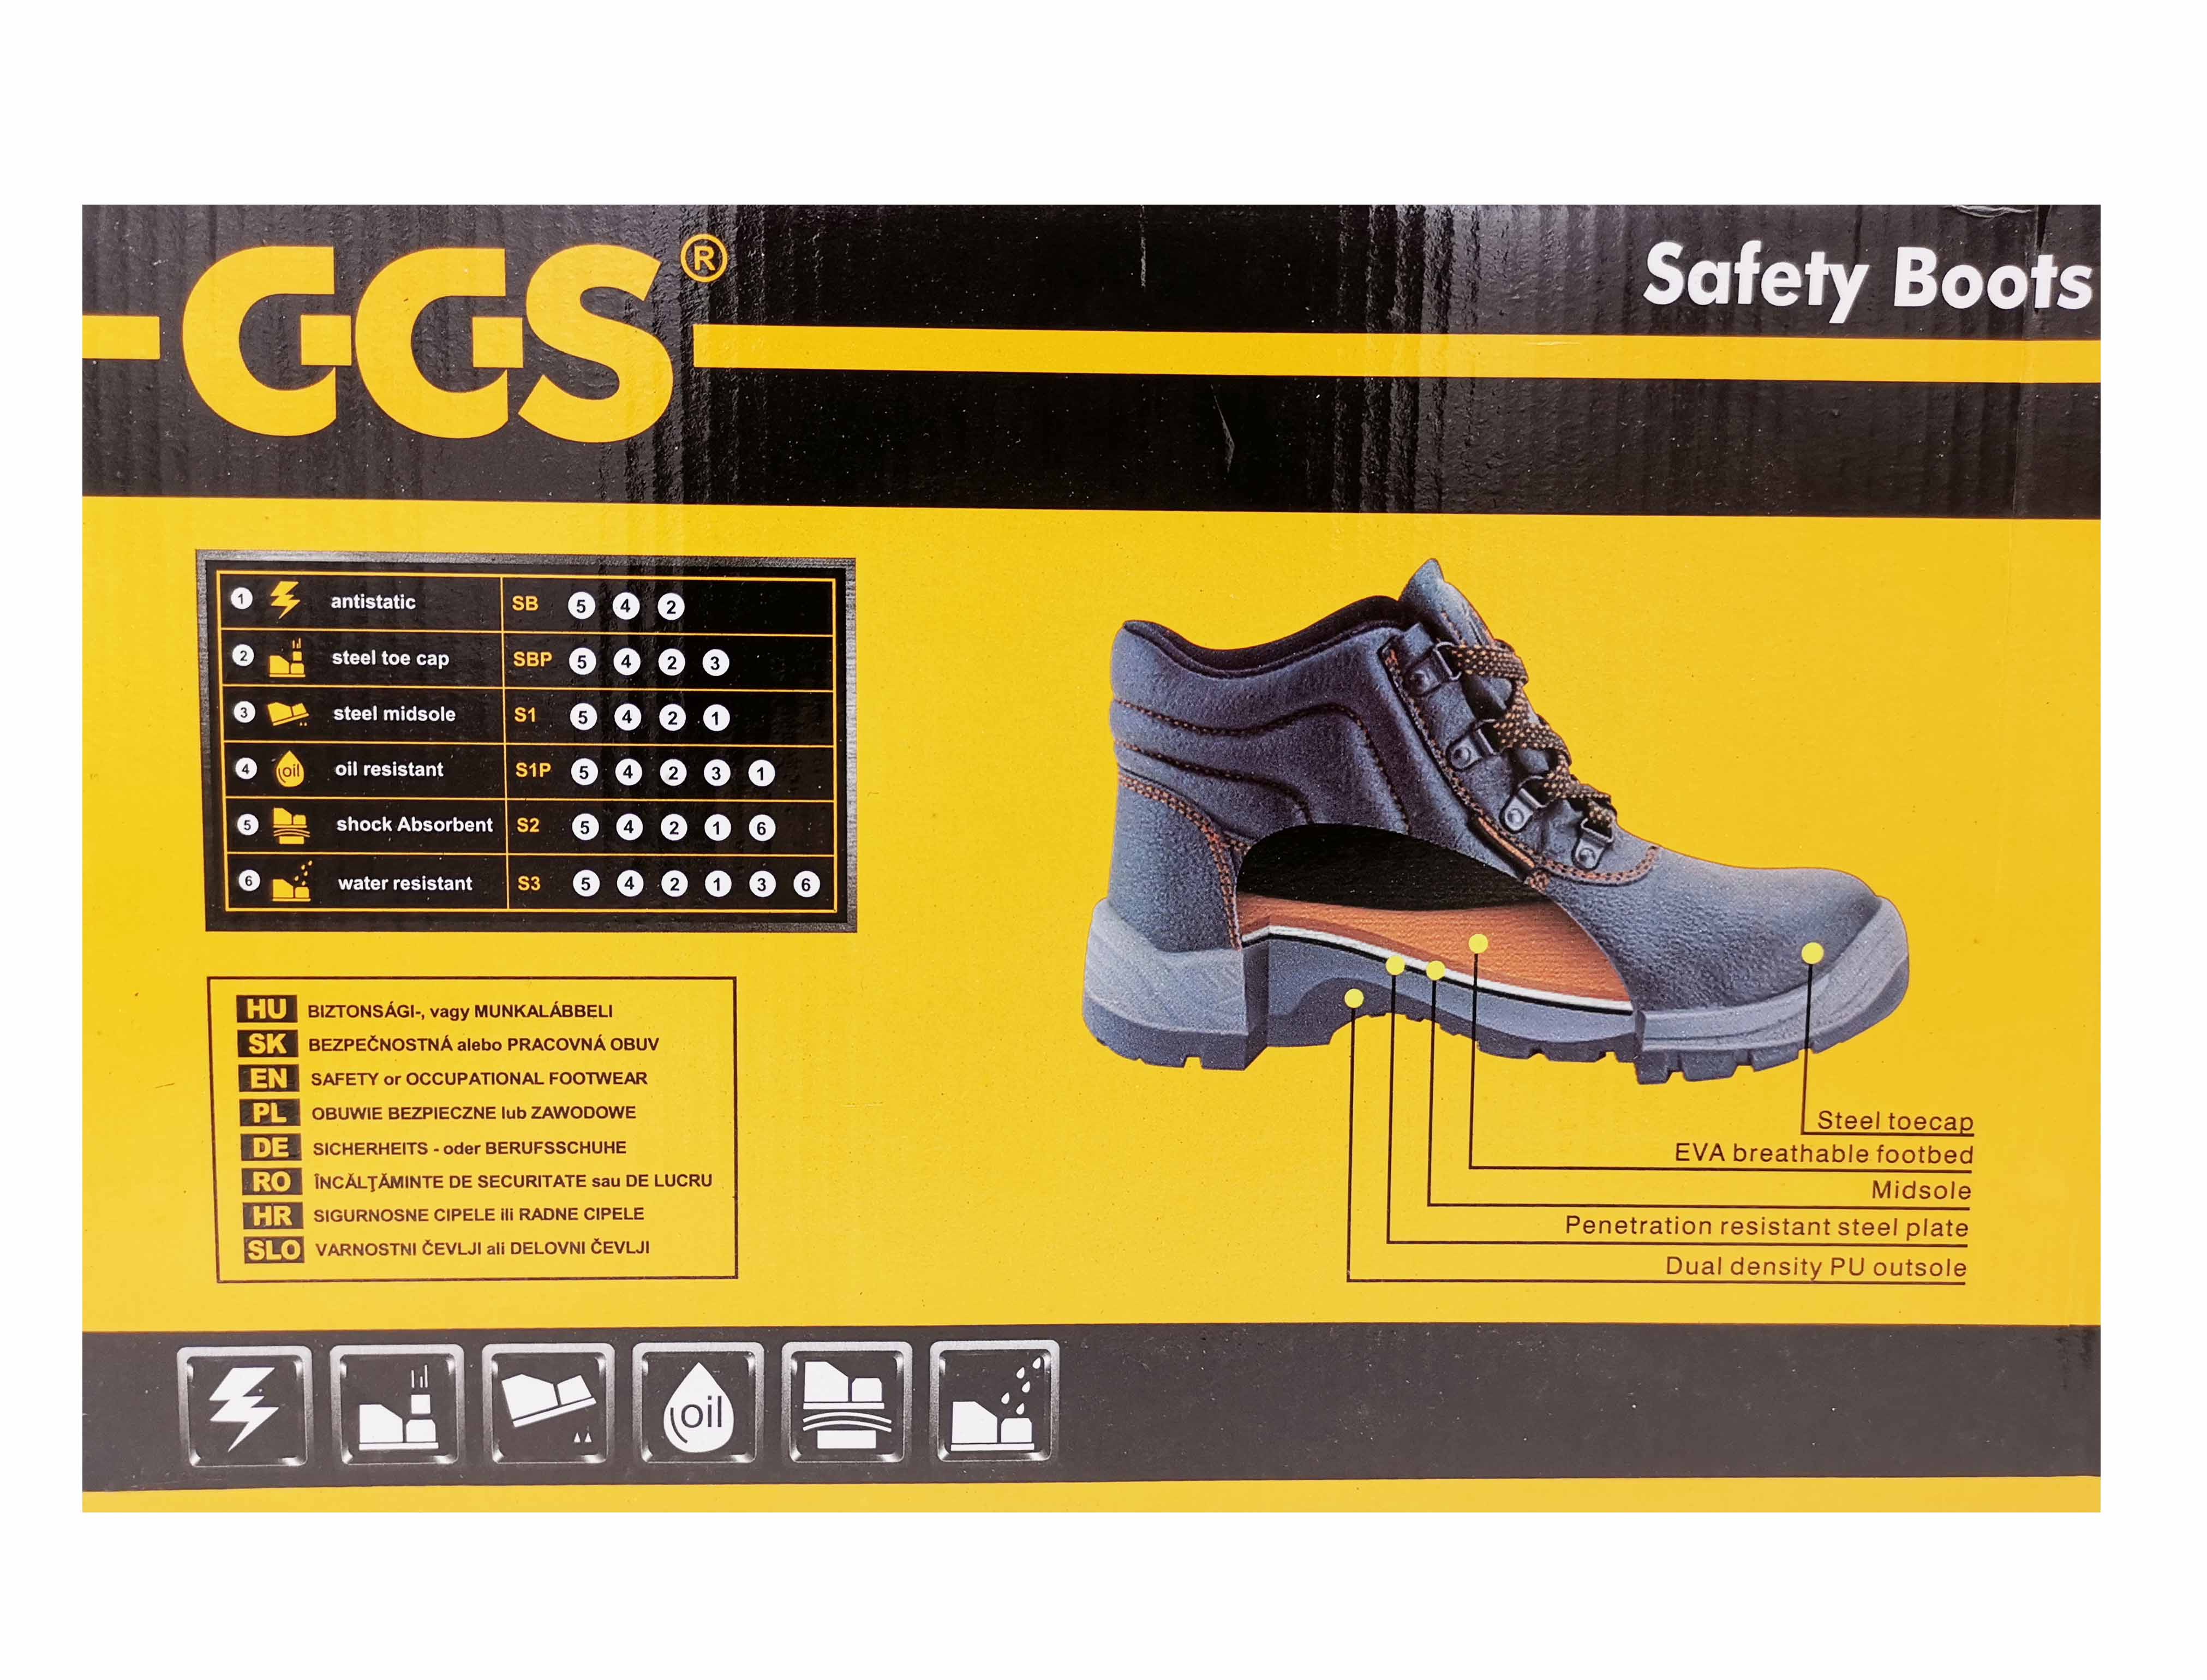 GGS®
Safety Boots
1 antistatic SB 5 4 2
2 steel toe cap SBP 5 4 2 3
3 steel midsole S1 5 4 2 1
4 oil oil resistant S1P 5 4 2 3 1
5 shock Absorbent S2 5 4 2 1 6
6 water resistant S3 5 4 2 1 3 6
HU BIZTONSÁGI-, vagy MUNKALÁBBELI
SK BEZPEČNOSTNÁ alebo PRACOVNÁ OBUV
EN SAFETY or OCCUPATIONAL FOOTWEAR
PL OBUWIE BEZPIECZNE lub ZAWODOWE
DE SICHERHEITS - oder BERUFSSCHUHE
RO ÎNCĂLŢĂMINTE DE SECURITATE sau DE LUCRU
HR SIGURNOSNE CIPELE ili RADNE CIPELE
SLO VARNOSTNI ČEVLJI ali DELOVNI ČEVLJI
Steel toecap
EVA breathable footbed
Midsole
Penetration resistant steel plate
Dual density PU outsole
oil